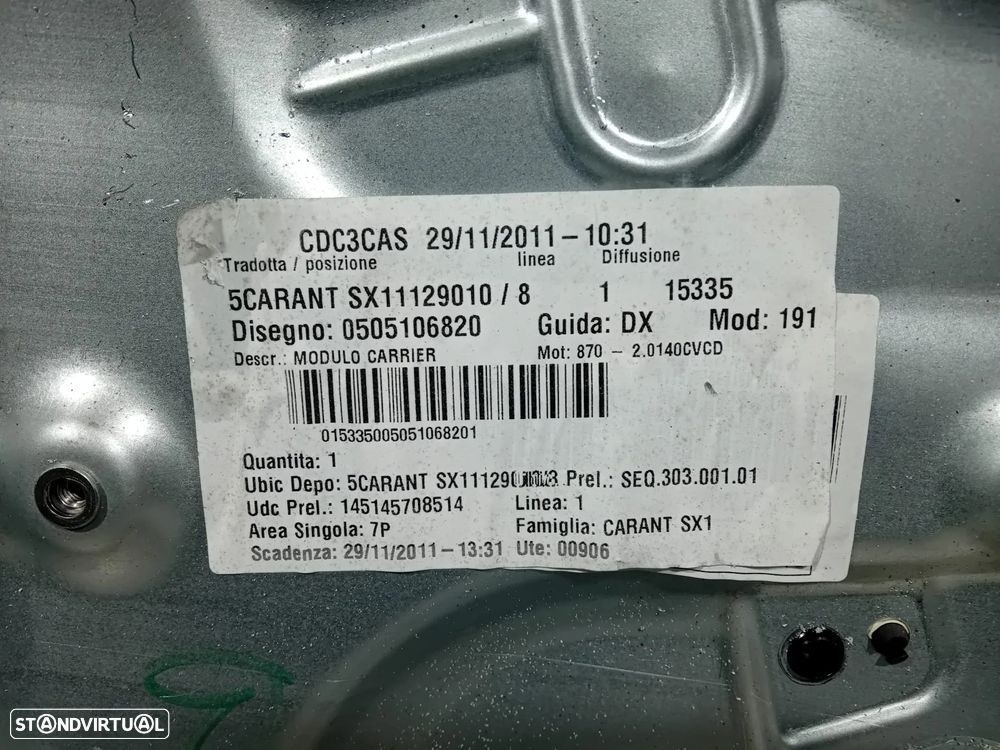 CDC3CAS 29/11/2011-10:31
Tradotta / posizione linea Diffusione
5CARANT SX11129010 / 8 1 15335
Disegno: 0505106820 Guida: DX Mod: 191
Descr.: MODULO CARRIER Mot: 870 - 2.0140CVCD
015335005051068201
Quantita: 1
Ubic Depo: 5CARANT Prel.: SEQ.303.001.01
Udc Prel.: 145145708514 Linea: 1
Area Singola: 7P Famiglia: CARANT SX1
Scadenza: 29/11/2011-13:31 Ute: 00906
STANDVIRTUAL